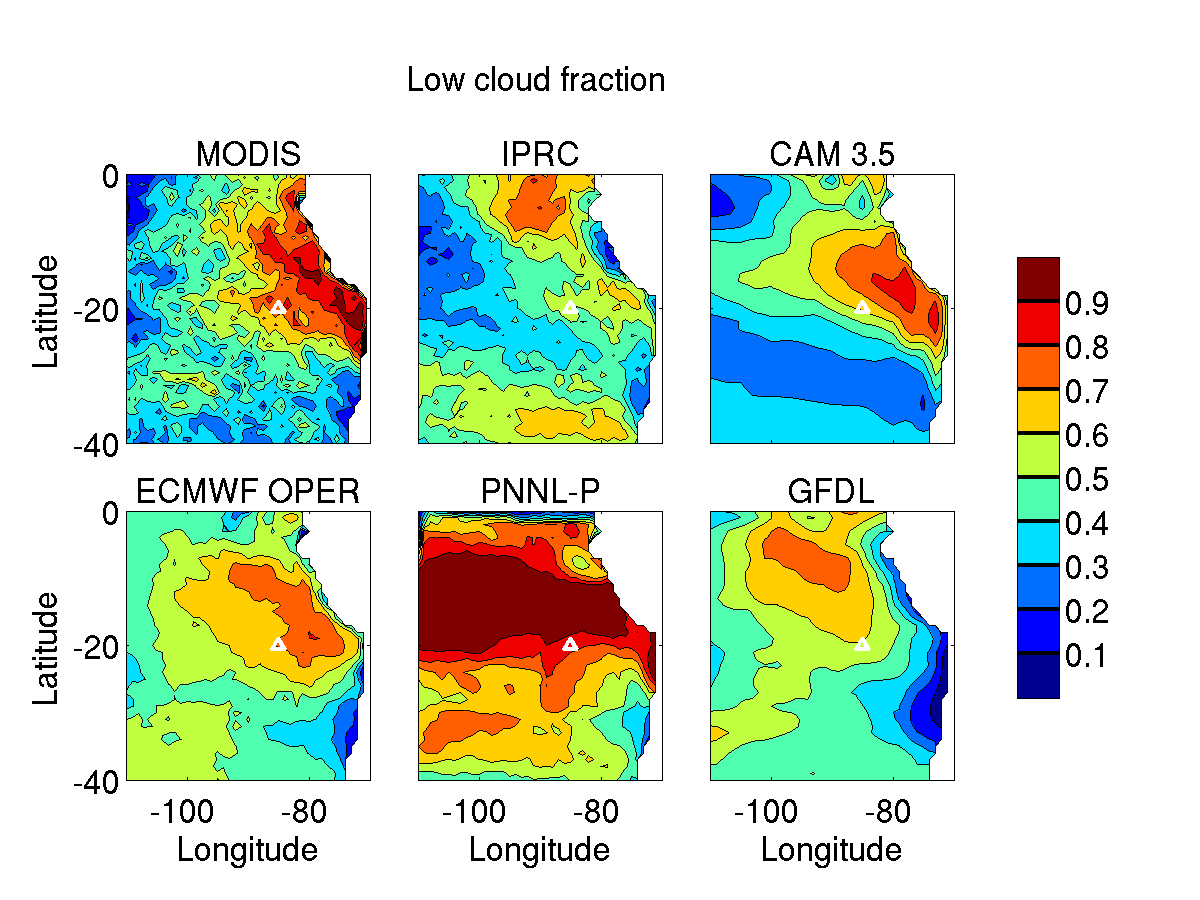 Low cloud fraction
MODIS
IPRC
CAM 3.5
0
-20
-40
Latitude
ECMWF OPER
PNNL-P
GFDL
0
-20
-40
Latitude
-100 -80
-100 -80
-100 -80
Longitude
Longitude
Longitude
0.9
0.8
0.7
0.6
0.5
0.4
0.3
0.2
0.1